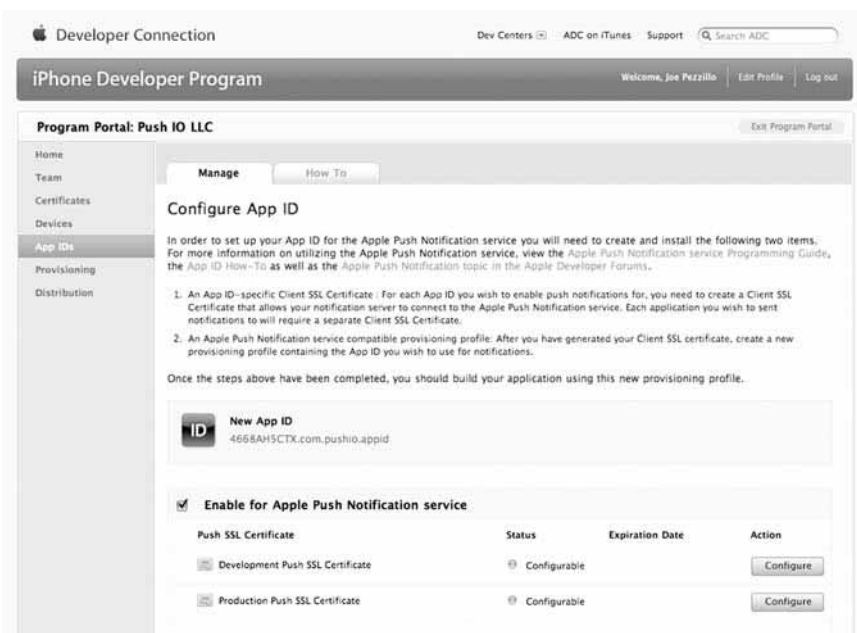 Developer Connection
Dev Centers ADC on iTunes Support Search ADC
iPhone Developer Program
Welcome, Joe Pezzillo Edit Profile Log out
Program Portal: Push IO LLC
Exit Program Portal
Home
Team
Certificates
Devices
App IDs
Provisioning
Distribution
Manage How To
Configure App ID
In order to set up your App ID for the Apple Push Notification service you will need to create and install the following two items.
For more information on utilizing the Apple Push Notification service, view the Apple Push Notification service Programming Guide,
the App ID How-To as well as the Apple Push Notification topic in the Apple Developer Forums.
1. An App ID-specific Client SSL Certificate : For each App ID you wish to enable push notifications for, you need to create a Client SSL
Certificate that allows your notification server to connect to the Apple Push Notification service. Each application you wish to sent
notifications to will require a separate Client SSL Certificate.
2. An Apple Push Notification service compatible provisioning profile: After you have generated your Client SSL certificate, create a new
provisioning profile containing the App ID you wish to use for notifications.
Once the steps above have been completed, you should build your application using this new provisioning profile.
ID
New App ID
4668AH5CTX.com.pushio.appid
Enable for Apple Push Notification service
Push SSL Certificate Status Expiration Date Action
Development Push SSL Certificate Configurable Configure
Production Push SSL Certificate Configurable Configure